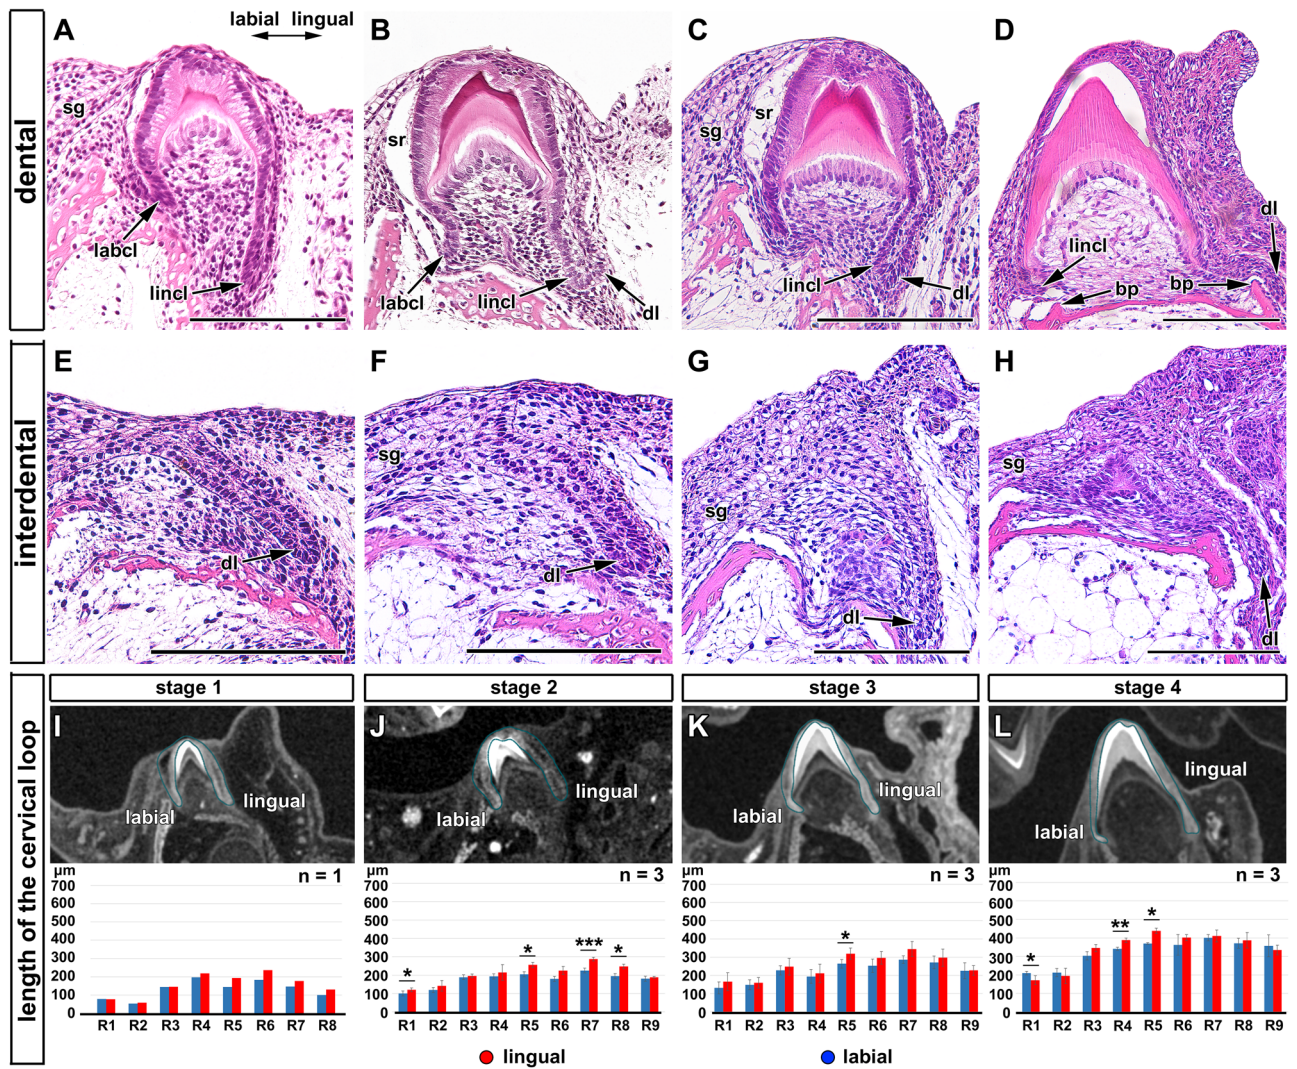 labial lingual
dental
A
sg
labcl
lincl
B
sr
labcl
lincl
dl
C
sg
sr
lincl
dl
D
dl
lincl
bp
bp
interdental
E
dl
F
sg
dl
G
sg
dl
H
sg
dl
stage 1
stage 2
stage 3
stage 4
length of the cervical loop
I
labial
lingual
J
labial
lingual
K
labial
lingual
L
labial
lingual
µm
n = 1
700
600
500
400
300
200
100
0
R1 R2 R3 R4 R5 R6 R7 R8
µm
n = 3
700
600
500
400
300
200
100
0
* * *** *
R1 R2 R3 R4 R5 R6 R7 R8 R9
µm
n = 3
700
600
500
400
300
200
100
0
*
R1 R2 R3 R4 R5 R6 R7 R8 R9
µm
n = 3
700
600
500
400
300
200
100
0
* ** *
R1 R2 R3 R4 R5 R6 R7 R8 R9
lingual
labial